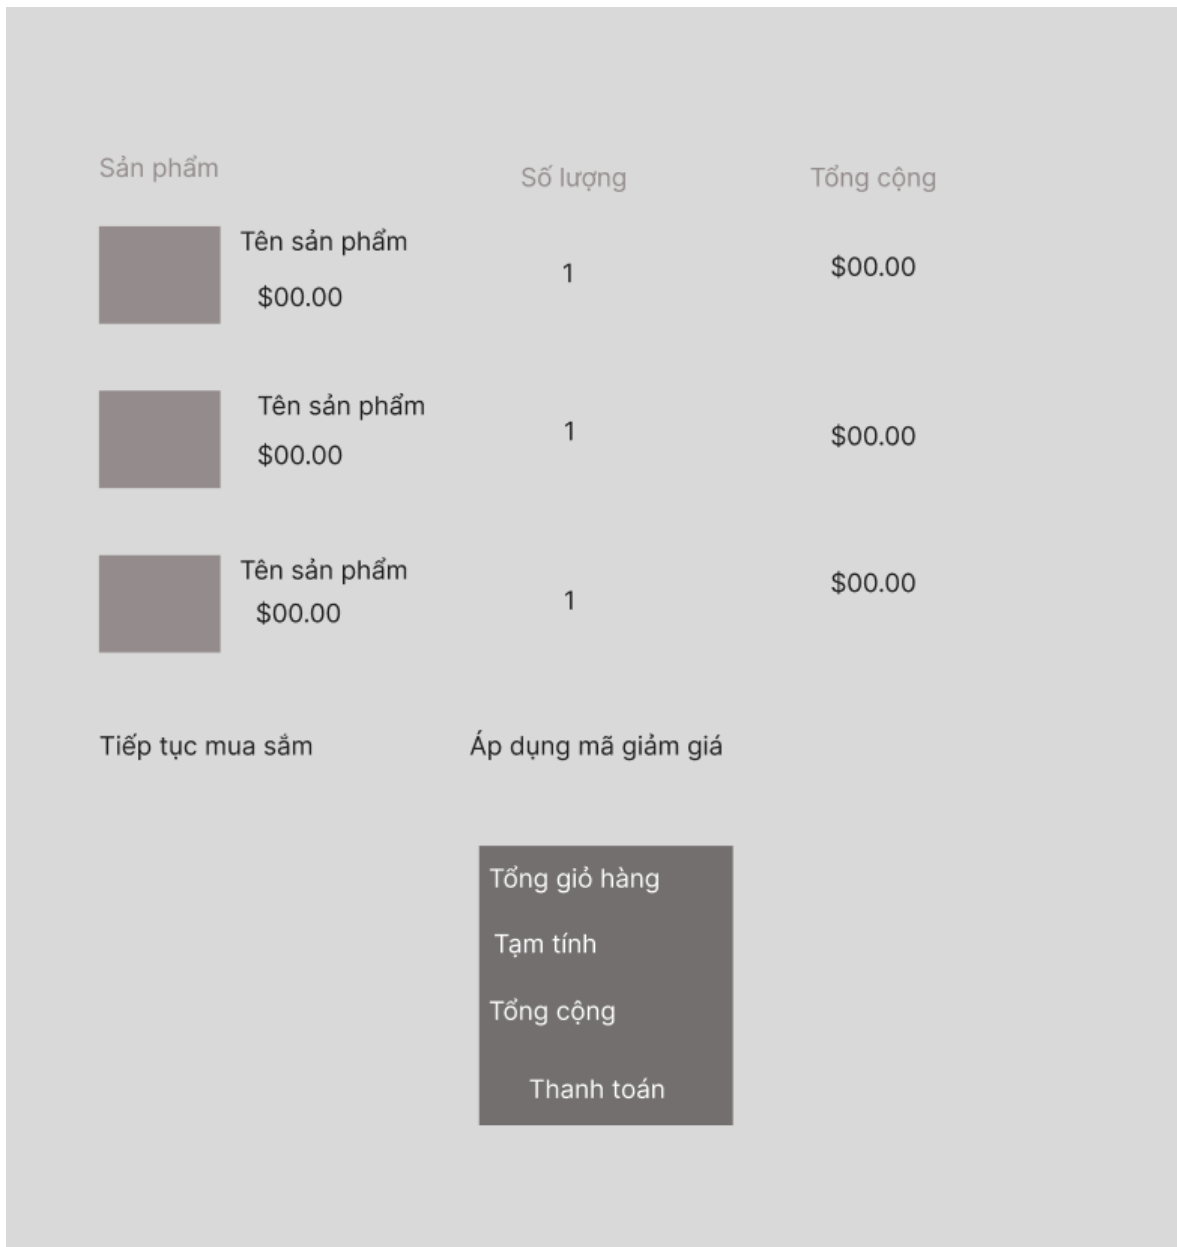 Sản phẩm
Số lượng
Tổng cộng
Tên sản phẩm
$00.00
1
$00.00
Tên sản phẩm
$00.00
1
$00.00
Tên sản phẩm
$00.00
1
$00.00
Tiếp tục mua sắm
Áp dụng mã giảm giá
Tổng giỏ hàng
Tạm tính
Tổng cộng
Thanh toán